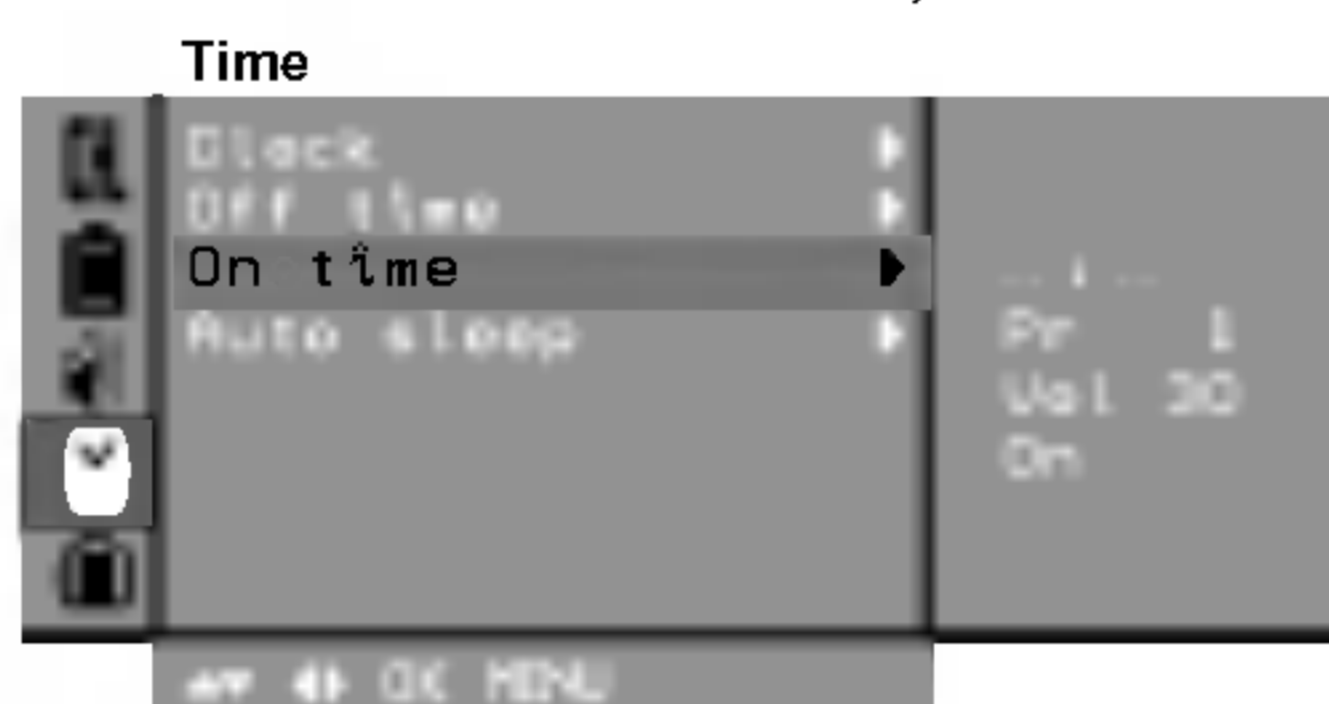 Time
Clock
Off time
On time
Auto sleep
-- : --
Pr 1
Vol 30
On
OK MENU